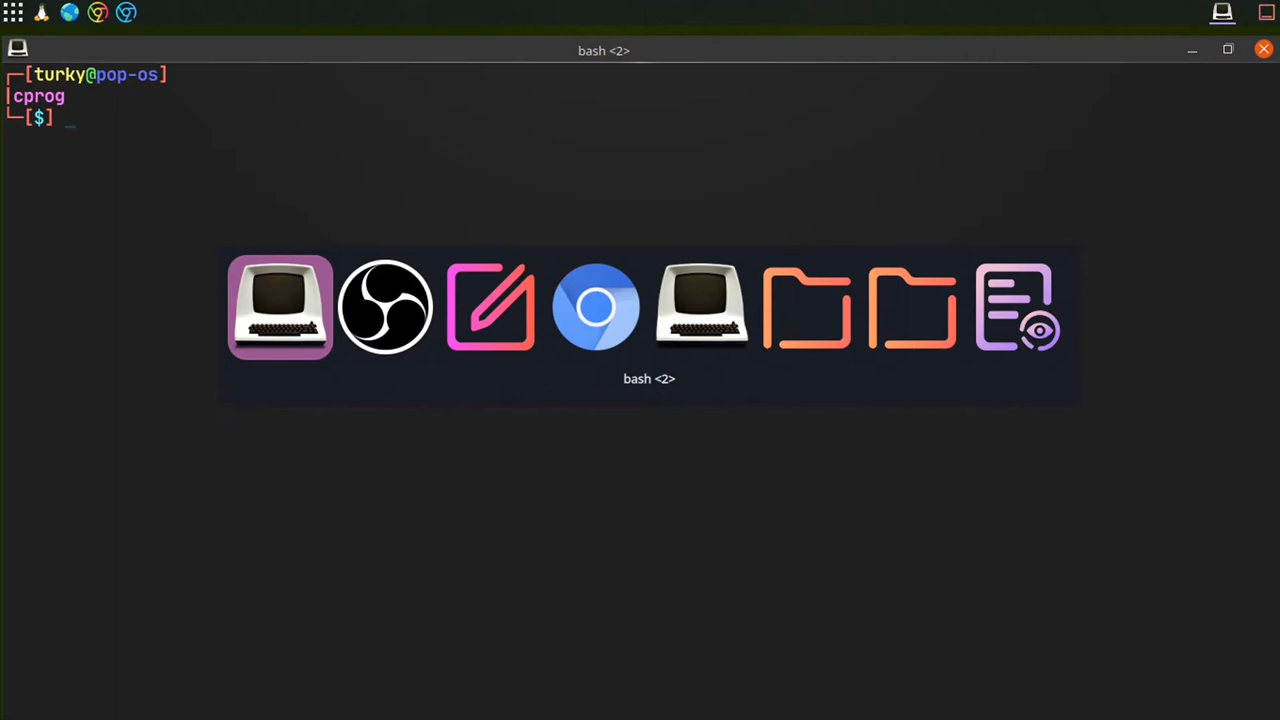 bash <2>
┌─[turky@pop-os]
|cprog
└─[$] _
bash <2>